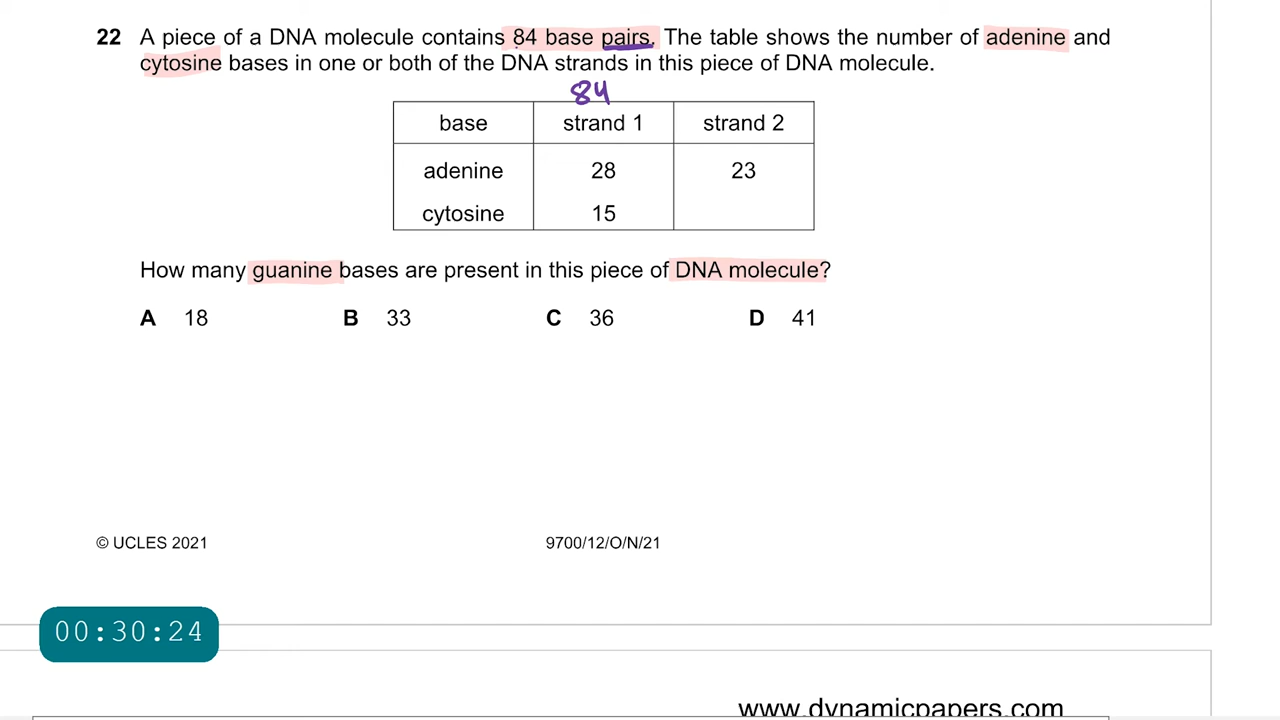 22 A piece of a DNA molecule contains 84 base pairs. The table shows the number of adenine and
cytosine bases in one or both of the DNA strands in this piece of DNA molecule.
84
base strand 1 strand 2
adenine 28 23
cytosine 15
How many guanine bases are present in this piece of DNA molecule?
A 18 B 33 C 36 D 41
© UCLES 2021 9700/12/O/N/21
00:30:24
www.dynamicpapers.com